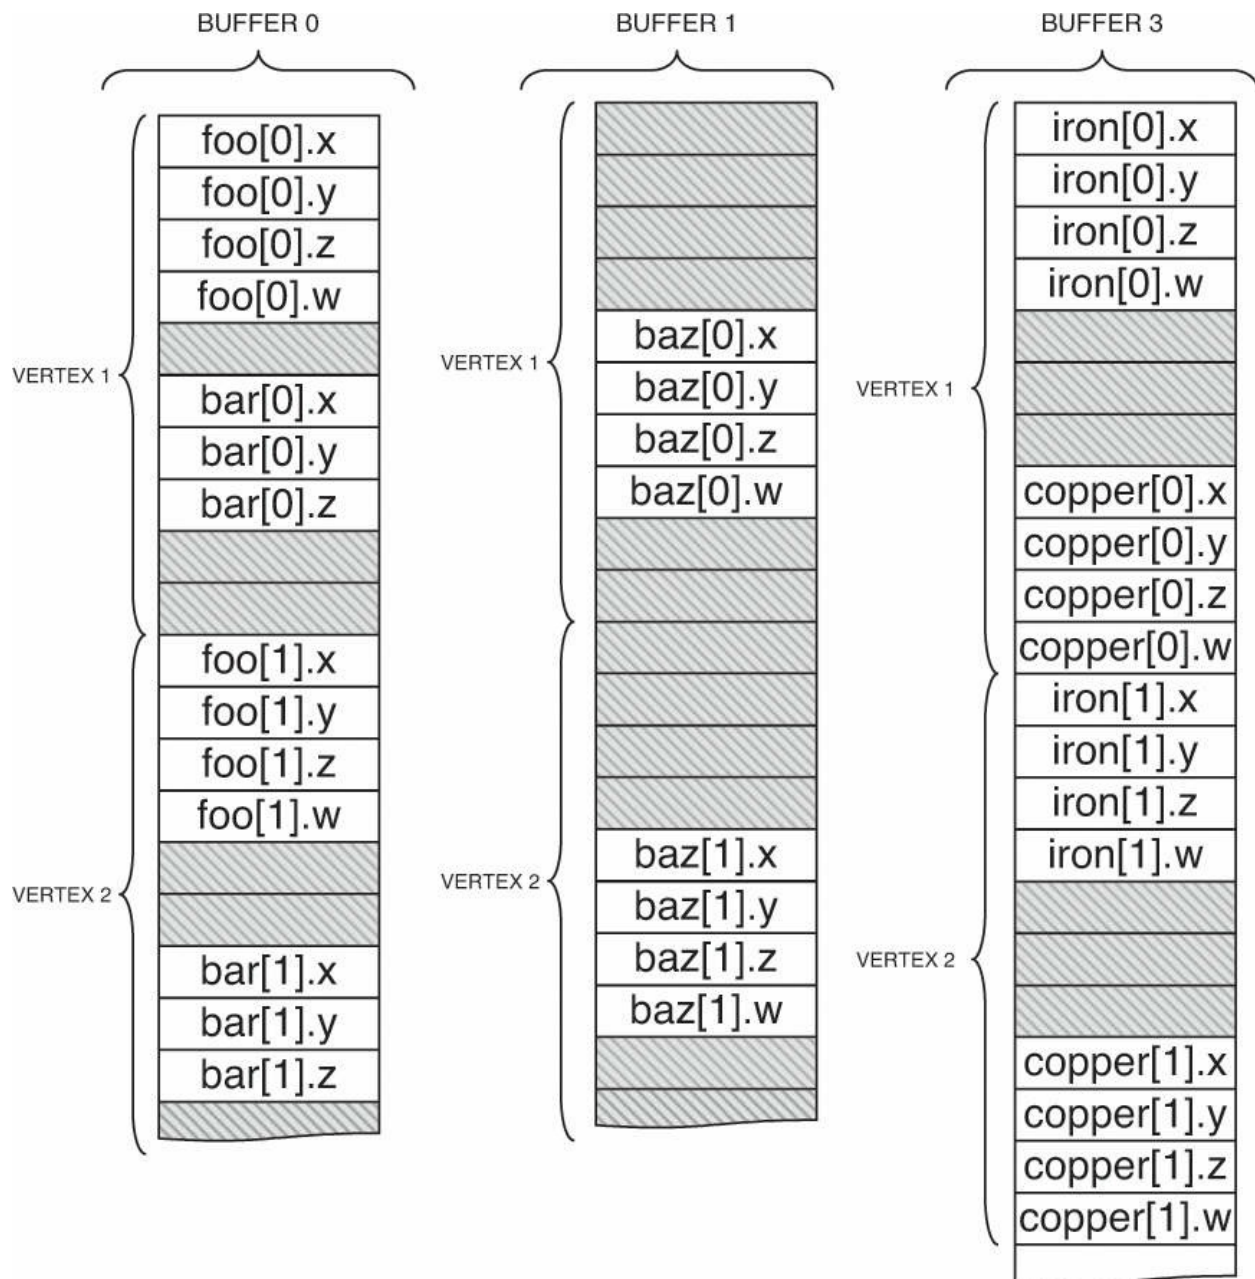 BUFFER 0
foo[0].x
foo[0].y
foo[0].z
foo[0].w
VERTEX 1
bar[0].x
bar[0].y
bar[0].z
foo[1].x
foo[1].y
foo[1].z
foo[1].w
VERTEX 2
bar[1].x
bar[1].y
bar[1].z
BUFFER 1
baz[0].x
VERTEX 1
baz[0].y
baz[0].z
baz[0].w
baz[1].x
VERTEX 2
baz[1].y
baz[1].z
baz[1].w
BUFFER 3
iron[0].x
iron[0].y
iron[0].z
iron[0].w
VERTEX 1
copper[0].x
copper[0].y
copper[0].z
copper[0].w
iron[1].x
iron[1].y
iron[1].z
iron[1].w
VERTEX 2
copper[1].x
copper[1].y
copper[1].z
copper[1].w